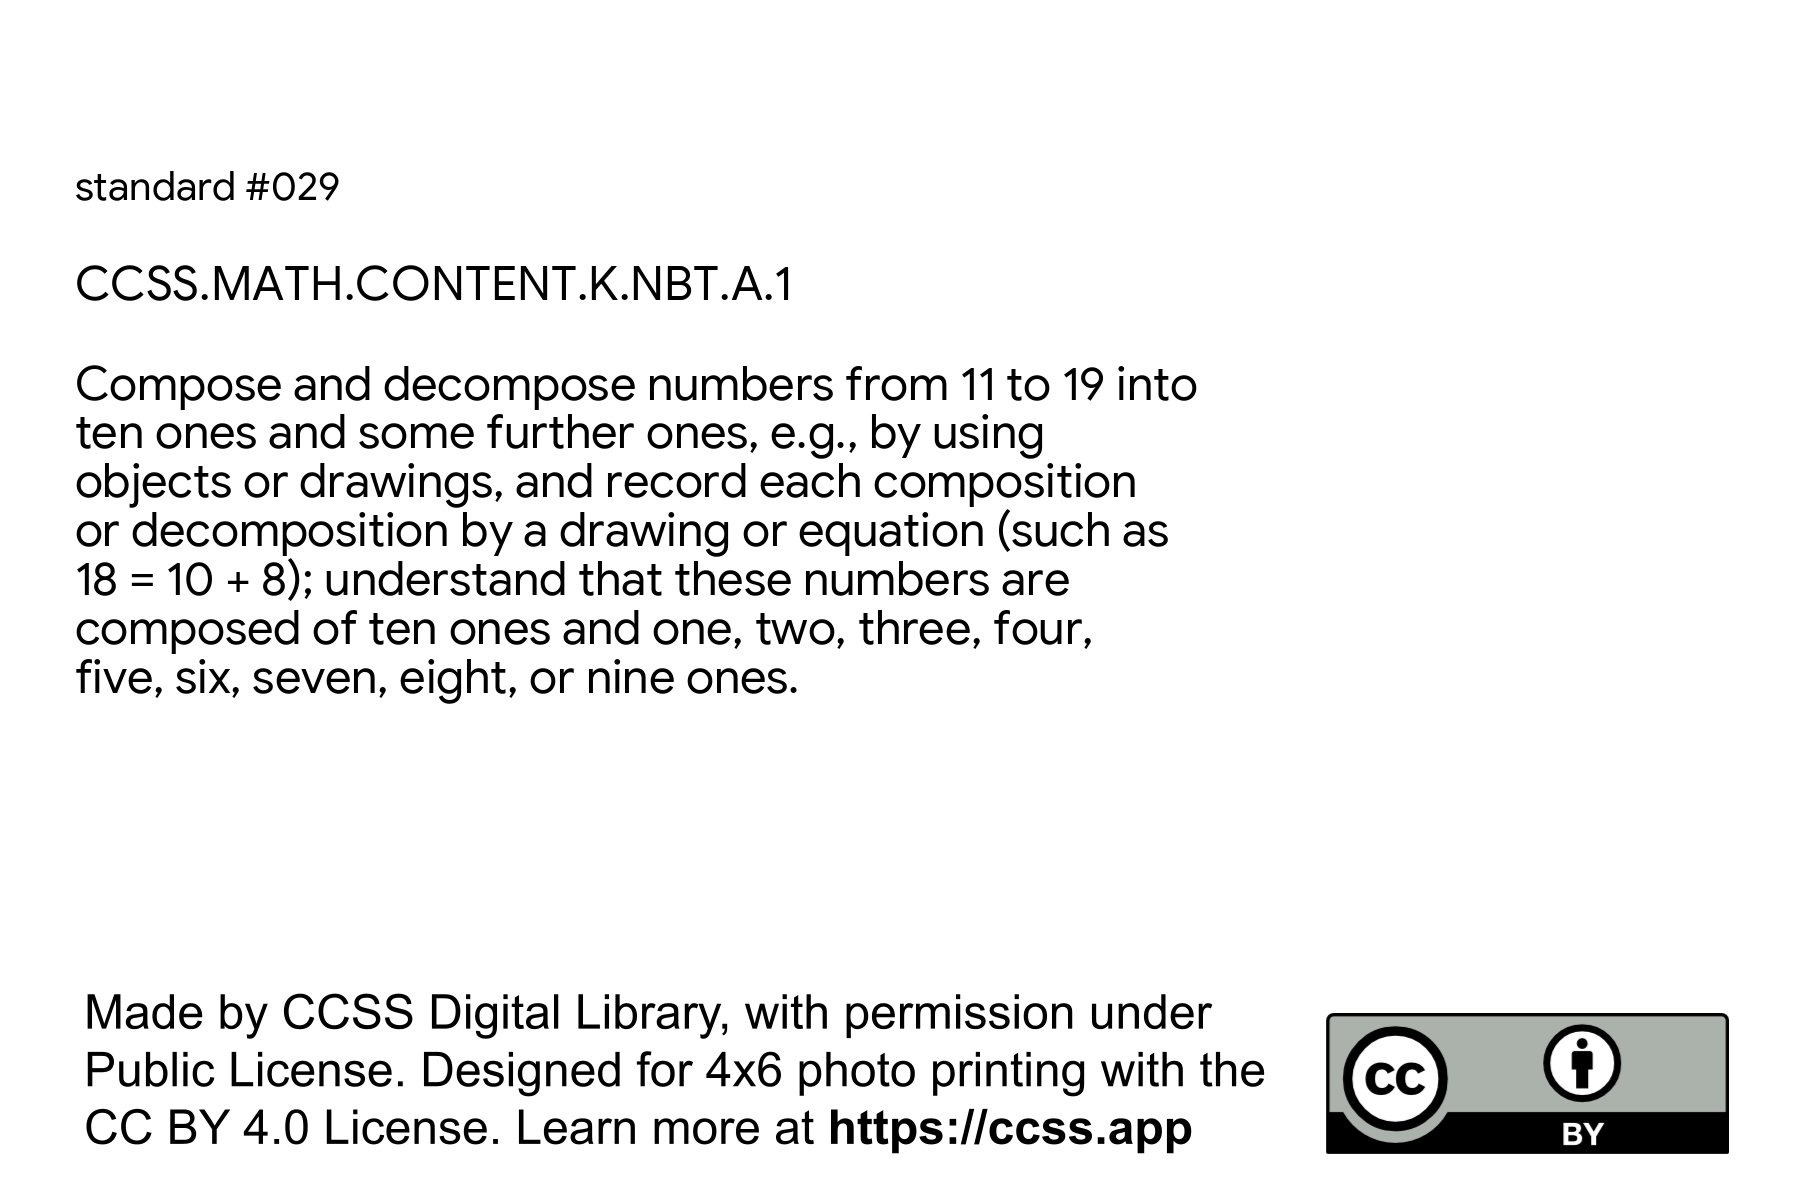 standard #029
CCSS.MATH.CONTENT.K.NBT.A.1
Compose and decompose numbers from 11 to 19 into
ten ones and some further ones, e.g., by using
objects or drawings, and record each composition
or decomposition by a drawing or equation (such as
18 = 10 + 8); understand that these numbers are
composed of ten ones and one, two, three, four,
five, six, seven, eight, or nine ones.
Made by CCSS Digital Library, with permission under
Public License. Designed for 4x6 photo printing with the
CC BY 4.0 License. Learn more at https://ccss.app
CC
BY